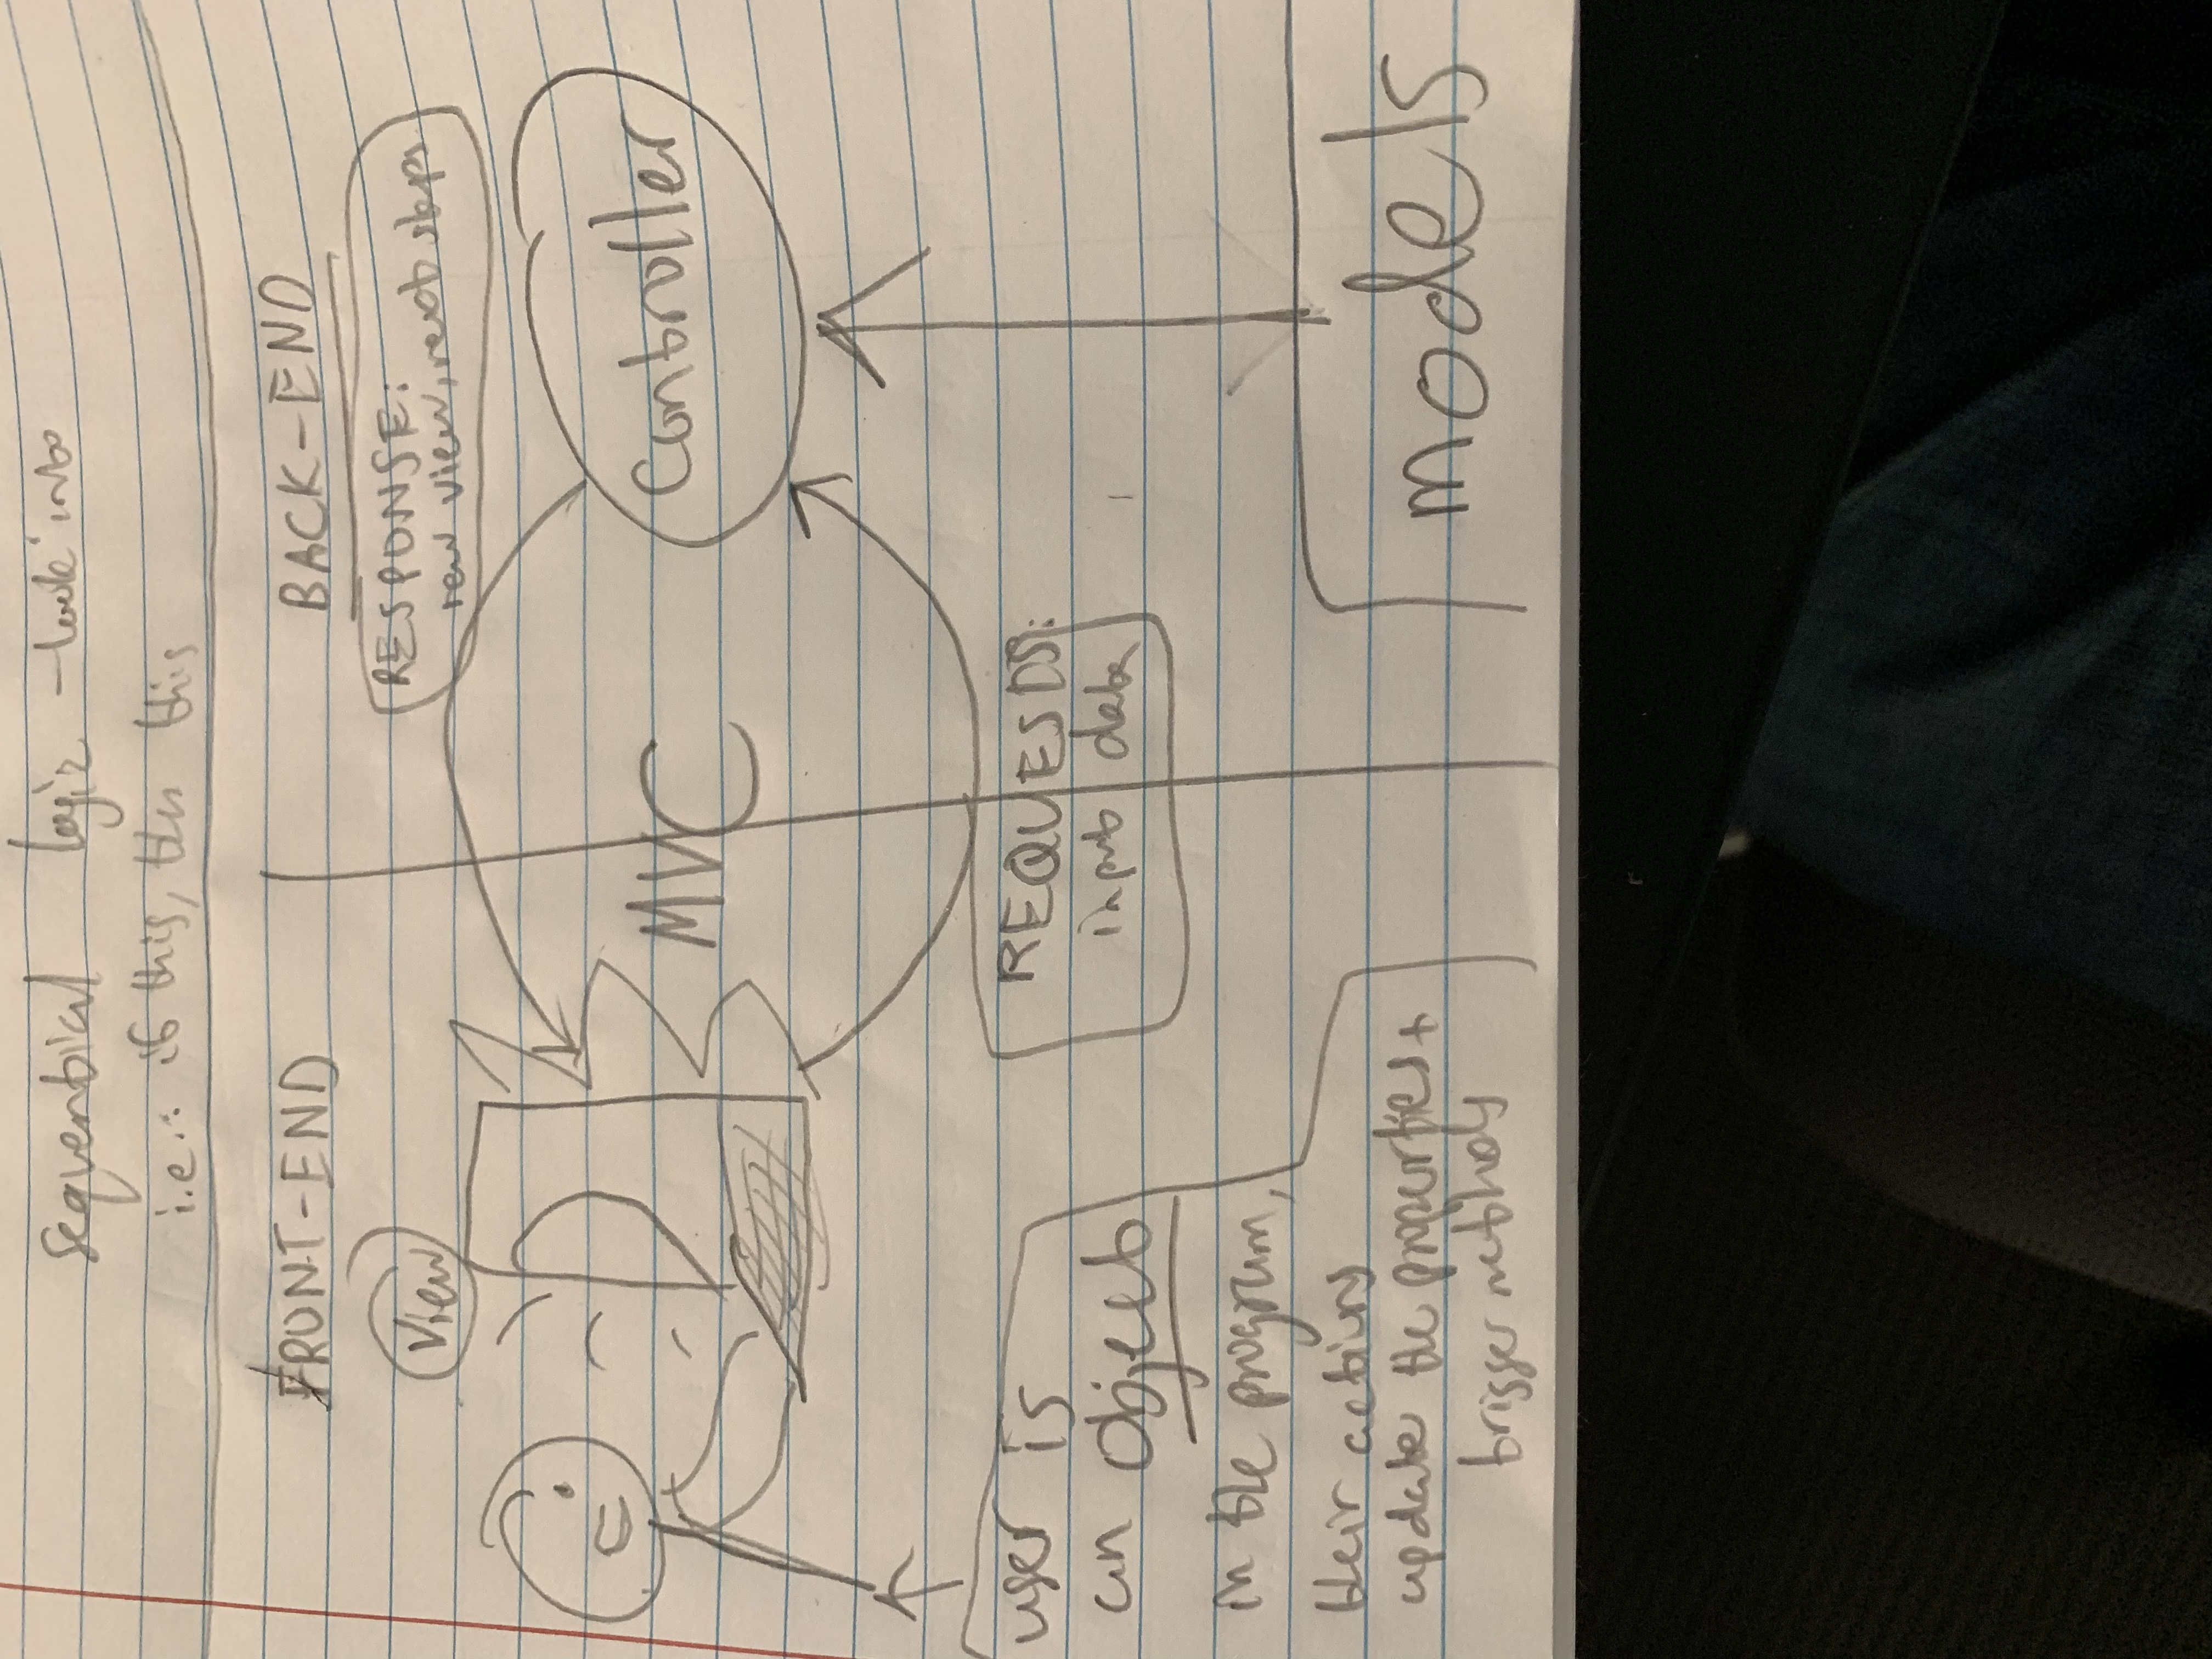 sequential logic - look into
i.e.: if this, then this
FRONT-END
BACK-END
View
RESPONSE:
new view, next steps
MVC
Controller
REQUESTS:
input data
user is
an object
in the program,
their actions
update the properties +
trigger methods
models